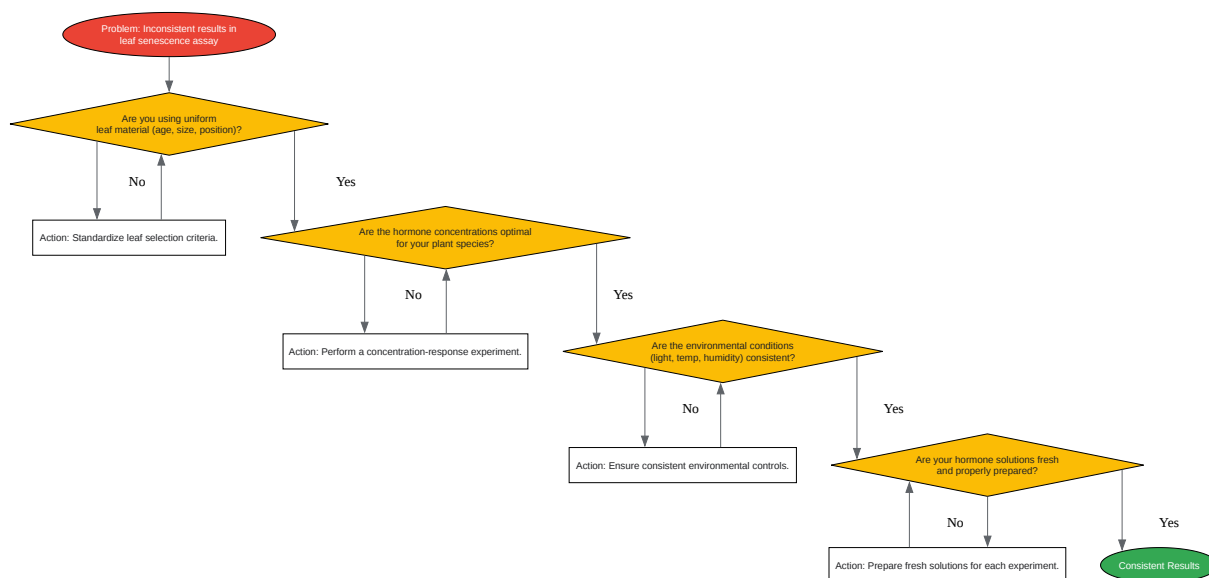 Problem: Inconsistent results in
leaf senescence assay
Are you using uniform
leaf material (age, size, position)?
No
Yes
Action: Standardize leaf selection criteria.
Are the hormone concentrations optimal
for your plant species?
No
Yes
Action: Perform a concentration-response experiment.
Are the environmental conditions
(light, temp, humidity) consistent?
No
Yes
Action: Ensure consistent environmental controls.
Are your hormone solutions fresh
and properly prepared?
No
Yes
Action: Prepare fresh solutions for each experiment.
Consistent Results